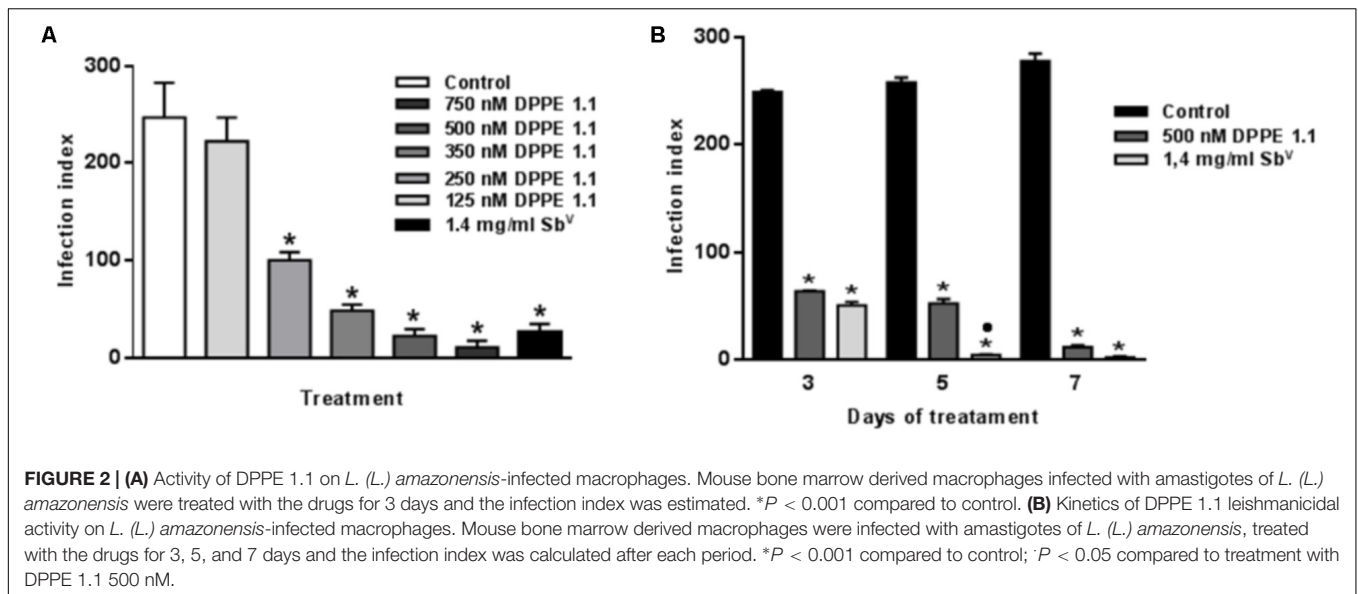 A
300
200
100
0
Infection index
Treatment
Control
750 nM DPPE 1.1
500 nM DPPE 1.1
350 nM DPPE 1.1
250 nM DPPE 1.1
125 nM DPPE 1.1
1.4 mg/ml Sbⱽ
*
*
*
*
*
B
300
200
100
0
Infection index
3 5 7
Days of treatament
Control
500 nM DPPE 1.1
1,4 mg/ml Sbⱽ
*
*
*
•
*
*
*
FIGURE 2 | (A) Activity of DPPE 1.1 on L. (L.) amazonensis-infected macrophages. Mouse bone marrow derived macrophages infected with amastigotes of L. (L.)
amazonensis were treated with the drugs for 3 days and the infection index was estimated. *P < 0.001 compared to control. (B) Kinetics of DPPE 1.1 leishmanicidal
activity on L. (L.) amazonensis-infected macrophages. Mouse bone marrow derived macrophages were infected with amastigotes of L. (L.) amazonensis, treated
with the drugs for 3, 5, and 7 days and the infection index was calculated after each period. *P < 0.001 compared to control; ·P < 0.05 compared to treatment with
DPPE 1.1 500 nM.